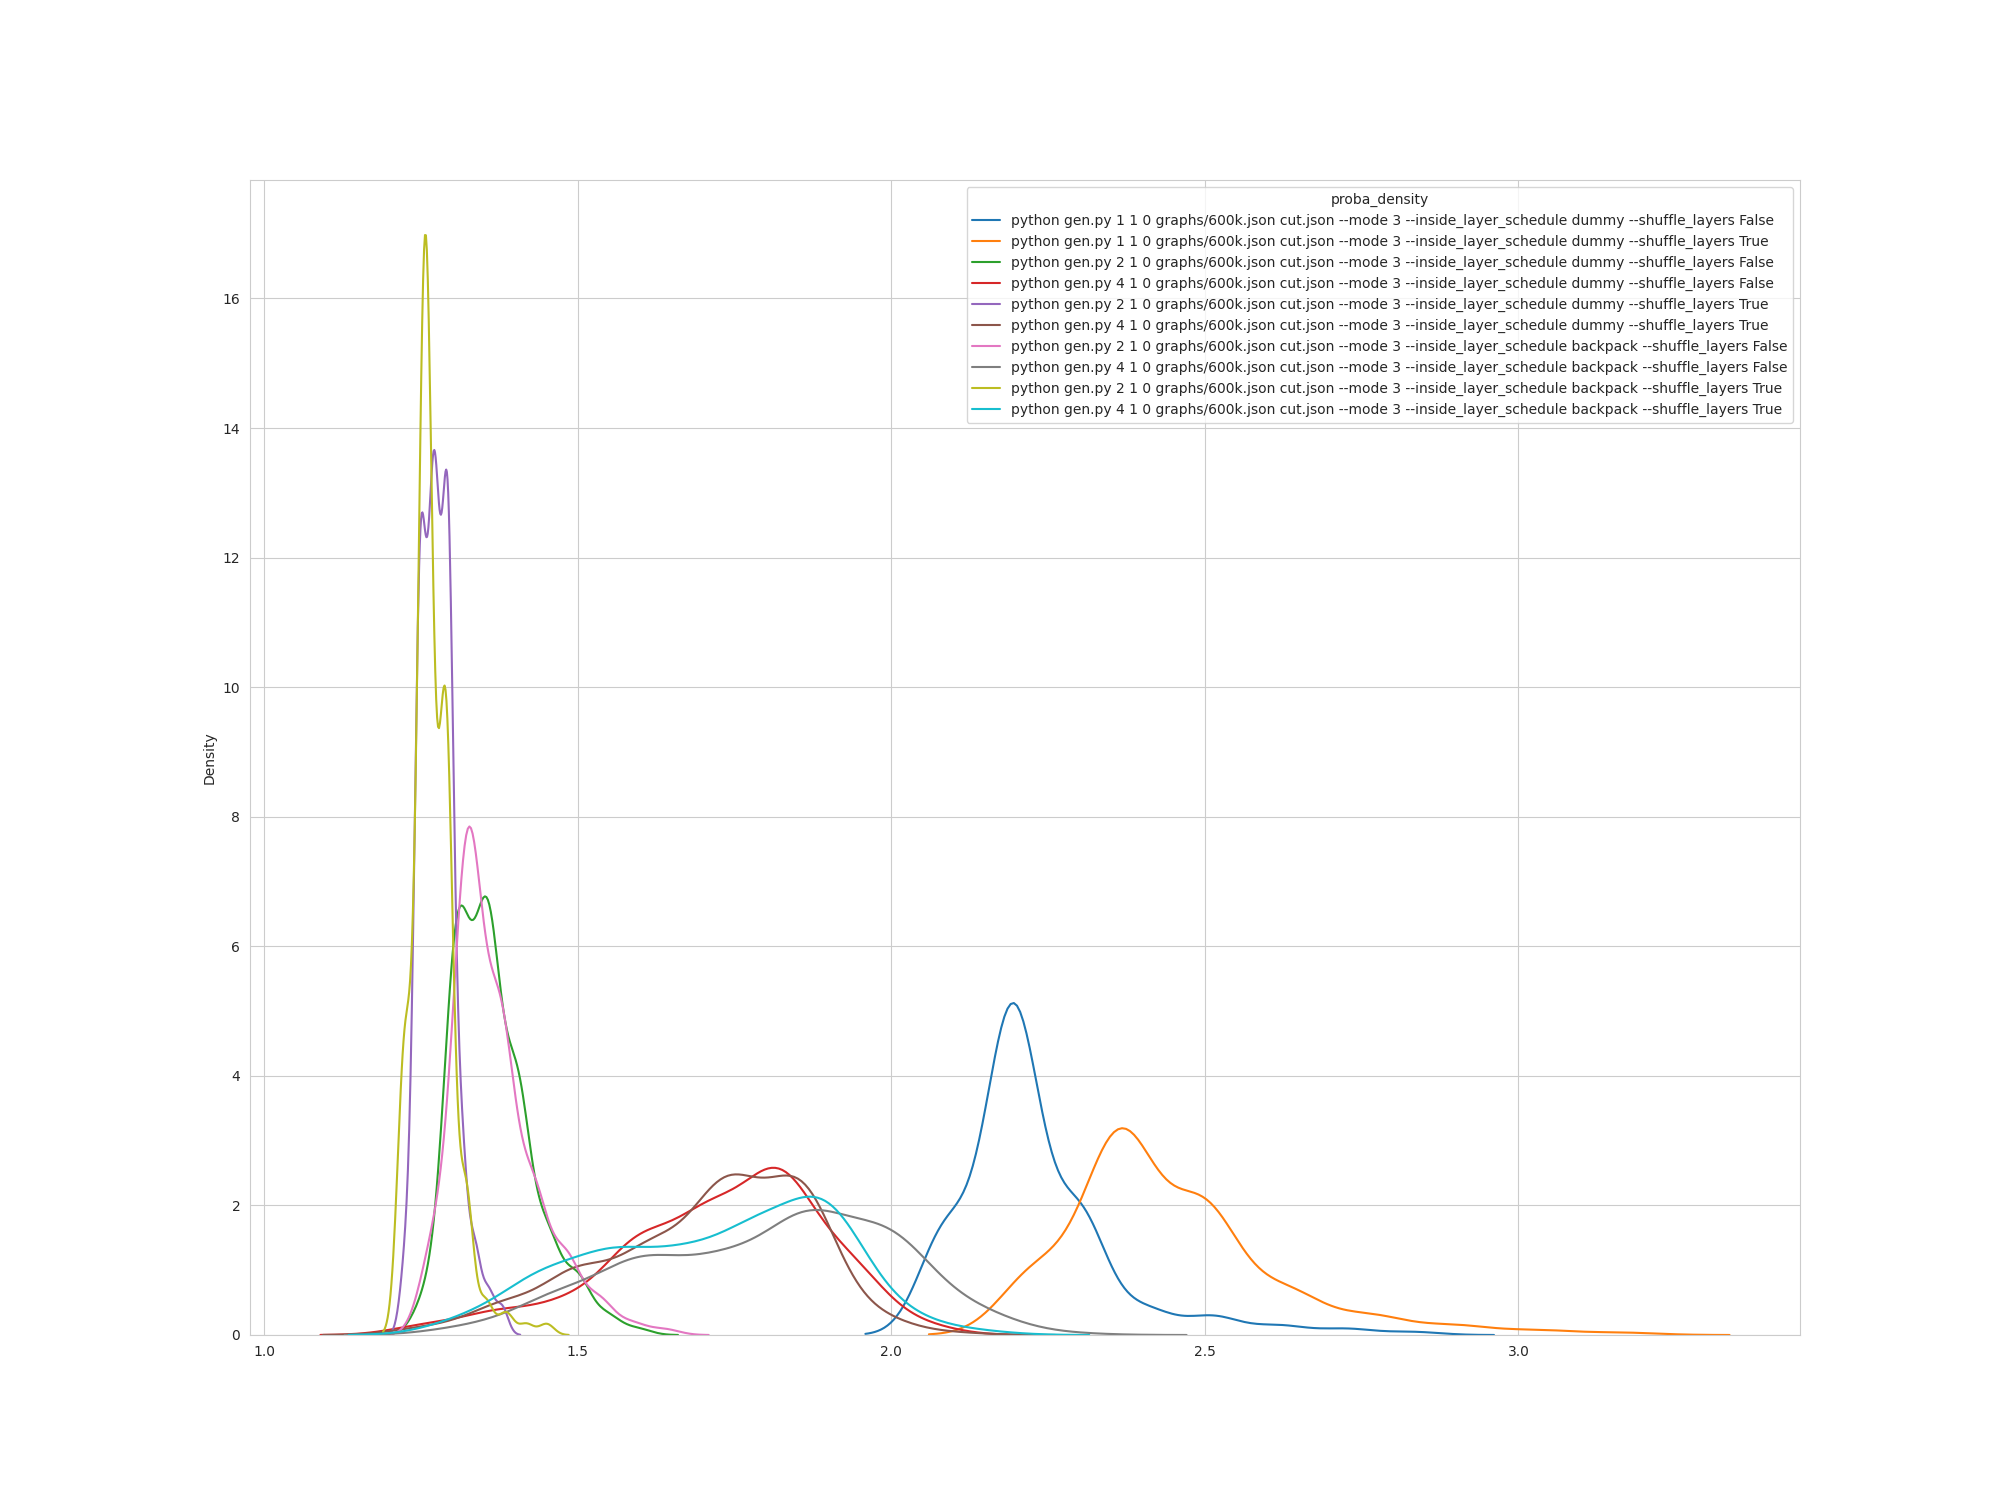 proba_density
python gen.py 1 1 0 graphs/600k.json cut.json --mode 3 --inside_layer_schedule dummy --shuffle_layers False
python gen.py 1 1 0 graphs/600k.json cut.json --mode 3 --inside_layer_schedule dummy --shuffle_layers True
python gen.py 2 1 0 graphs/600k.json cut.json --mode 3 --inside_layer_schedule dummy --shuffle_layers False
python gen.py 4 1 0 graphs/600k.json cut.json --mode 3 --inside_layer_schedule dummy --shuffle_layers False
python gen.py 2 1 0 graphs/600k.json cut.json --mode 3 --inside_layer_schedule dummy --shuffle_layers True
python gen.py 4 1 0 graphs/600k.json cut.json --mode 3 --inside_layer_schedule dummy --shuffle_layers True
python gen.py 2 1 0 graphs/600k.json cut.json --mode 3 --inside_layer_schedule backpack --shuffle_layers False
python gen.py 4 1 0 graphs/600k.json cut.json --mode 3 --inside_layer_schedule backpack --shuffle_layers False
python gen.py 2 1 0 graphs/600k.json cut.json --mode 3 --inside_layer_schedule backpack --shuffle_layers True
python gen.py 4 1 0 graphs/600k.json cut.json --mode 3 --inside_layer_schedule backpack --shuffle_layers True
16
14
12
10
8
6
4
2
0
Density
1.0
1.5
2.0
2.5
3.0